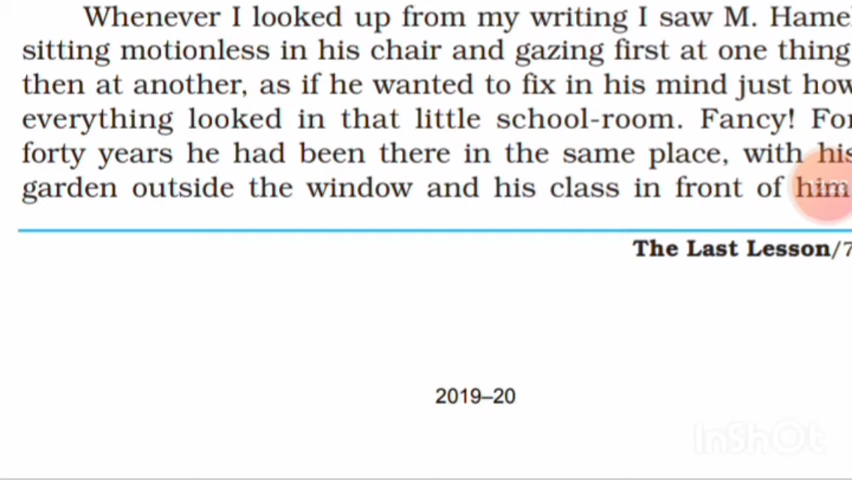 Whenever I looked up from my writing I saw M. Hamel
sitting motionless in his chair and gazing first at one thing
then at another, as if he wanted to fix in his mind just how
everything looked in that little school-room. Fancy! For
forty years he had been there in the same place, with his
garden outside the window and his class in front of him
The Last Lesson/7
2019–20
InShOt